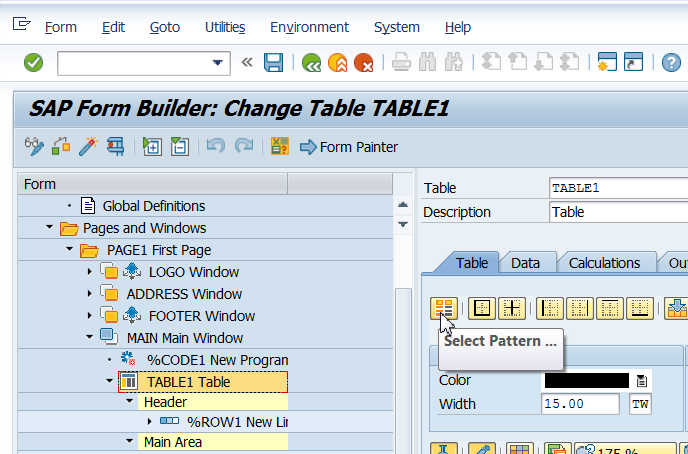 Form Edit Goto Utilities Environment System Help
SAP Form Builder: Change Table TABLE1
Form Painter
Form
Table TABLE1
Global Definitions
Description Table
Pages and Windows
PAGE1 First Page
Table Data Calculations Ou
LOGO Window
ADDRESS Window
FOOTER Window
MAIN Main Window
Select Pattern ...
%CODE1 New Program
TABLE1 Table
Color
Header
Width 15.00 TW
%ROW1 New Li
Main Area
175 %